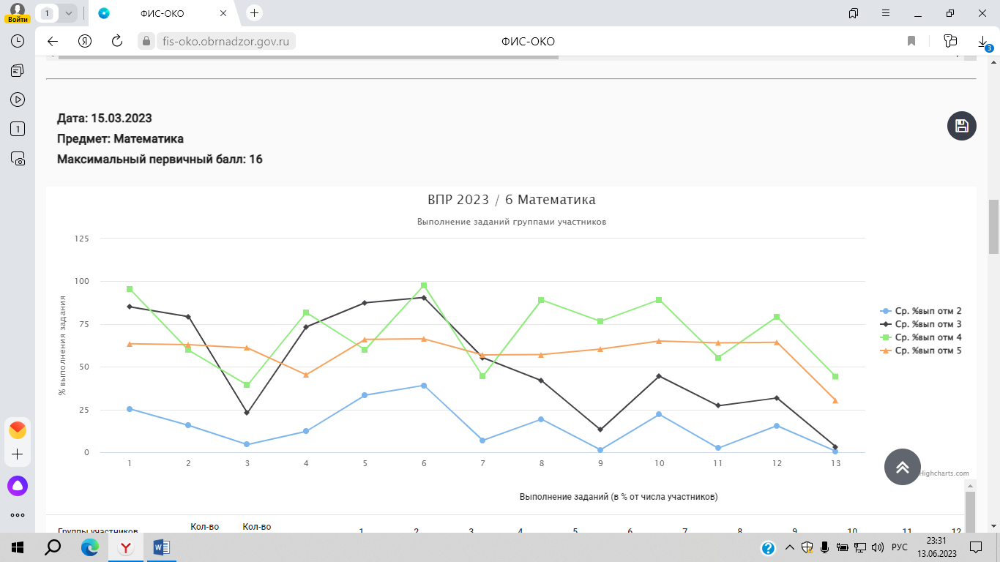 Войти
1
ФИС-ОКО
fis-oko.obrnadzor.gov.ru
ФИС-ОКО
3
1
Дата: 15.03.2023
Предмет: Математика
Максимальный первичный балл: 16
ВПР 2023 / 6 Математика
Выполнение заданий группами участников
% выполнения задания
125
100
75
50
25
0
1 2 3 4 5 6 7 8 9 10 11 12 13
Ср. %вып отм 2
Ср. %вып отм 3
Ср. %вып отм 4
Ср. %вып отм 5
Highcharts.com
Выполнение заданий (в % от числа участников)
Группы участников Кол-во Кол-во 1 2 3 4 5 6 7 8 9 10 11 12
РУС
23:31
13.06.2023